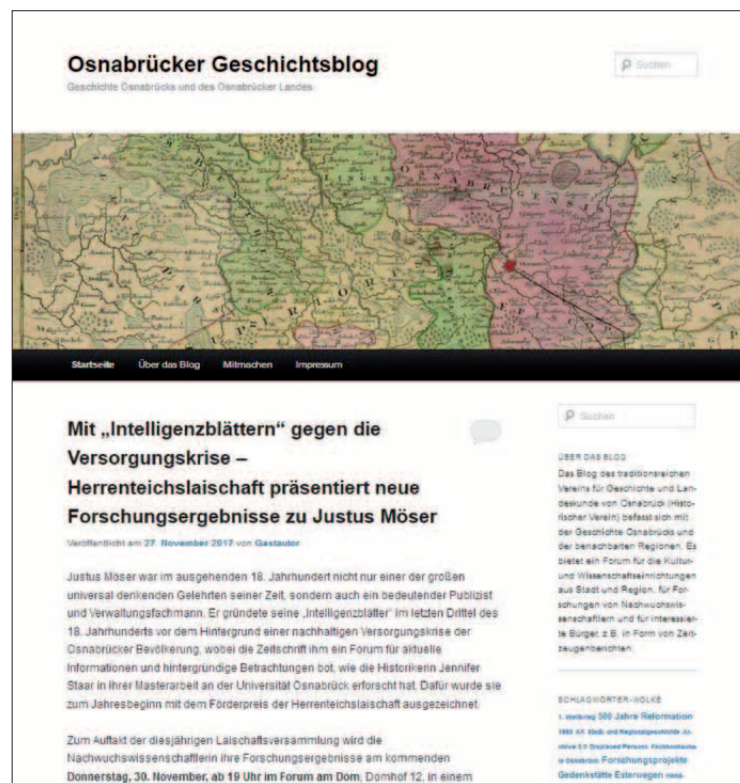 Osnabrücker Geschichtsblog
Geschichte Osnabrücks und des Osnabrücker Landes
Suchen
Startseite Über das Blog Mitmachen Impressum
Mit „Intelligenzblättern“ gegen die
Versorgungskrise –
Herrenteichslaischaft präsentiert neue
Forschungsergebnisse zu Justus Möser
Veröffentlicht am 27. November 2017 von Gastautor
Justus Möser war im ausgehenden 18. Jahrhundert nicht nur einer der großen
universal denkenden Gelehrten seiner Zeit, sondern auch ein bedeutender Publizist
und Verwaltungsfachmann. Er gründete seine „Intelligenzblätter“ im letzten Drittel des
18. Jahrhunderts vor dem Hintergrund einer nachhaltigen Versorgungskrise der
Osnabrücker Bevölkerung, wobei die Zeitschrift ihm ein Forum für aktuelle
Informationen und hintergründige Betrachtungen bot, wie die Historikerin Jennifer
Staar in ihrer Masterarbeit an der Universität Osnabrück erforscht hat. Dafür wurde sie
zum Jahresbeginn mit dem Förderpreis der Herrenteichslaischaft ausgezeichnet.
Zum Auftakt der diesjährigen Laischaftsversammlung wird die
Nachwuchswissenschaftlerin ihre Forschungsergebnisse am kommenden
Donnerstag, 30. November, ab 19 Uhr im Forum am Dom, Domhof 12, in einem
Suchen
ÜBER DAS BLOG
Das Blog des traditionsreichen
Vereins für Geschichte und Lan-
deskunde von Osnabrück (Histo-
rischer Verein) befasst sich mit
der Geschichte Osnabrücks und
der benachbarten Regionen. Es
bietet ein Forum für die Kultur-
und Wissenschaftseinrichtungen
aus Stadt und Region, für For-
schungen von Nachwuchswis-
senschaftlern und für interessier-
te Bürger, z.B. in Form von Zeit-
zeugenberichten.
SCHLAGWÖRTER-WOLKE
1. Weltkrieg 500 Jahre Reformation
Stadt- und Regionalgeschichte
Displaced Persons
Osnabrück Forschungsprojekte
Gedenkstätte Esterwegen